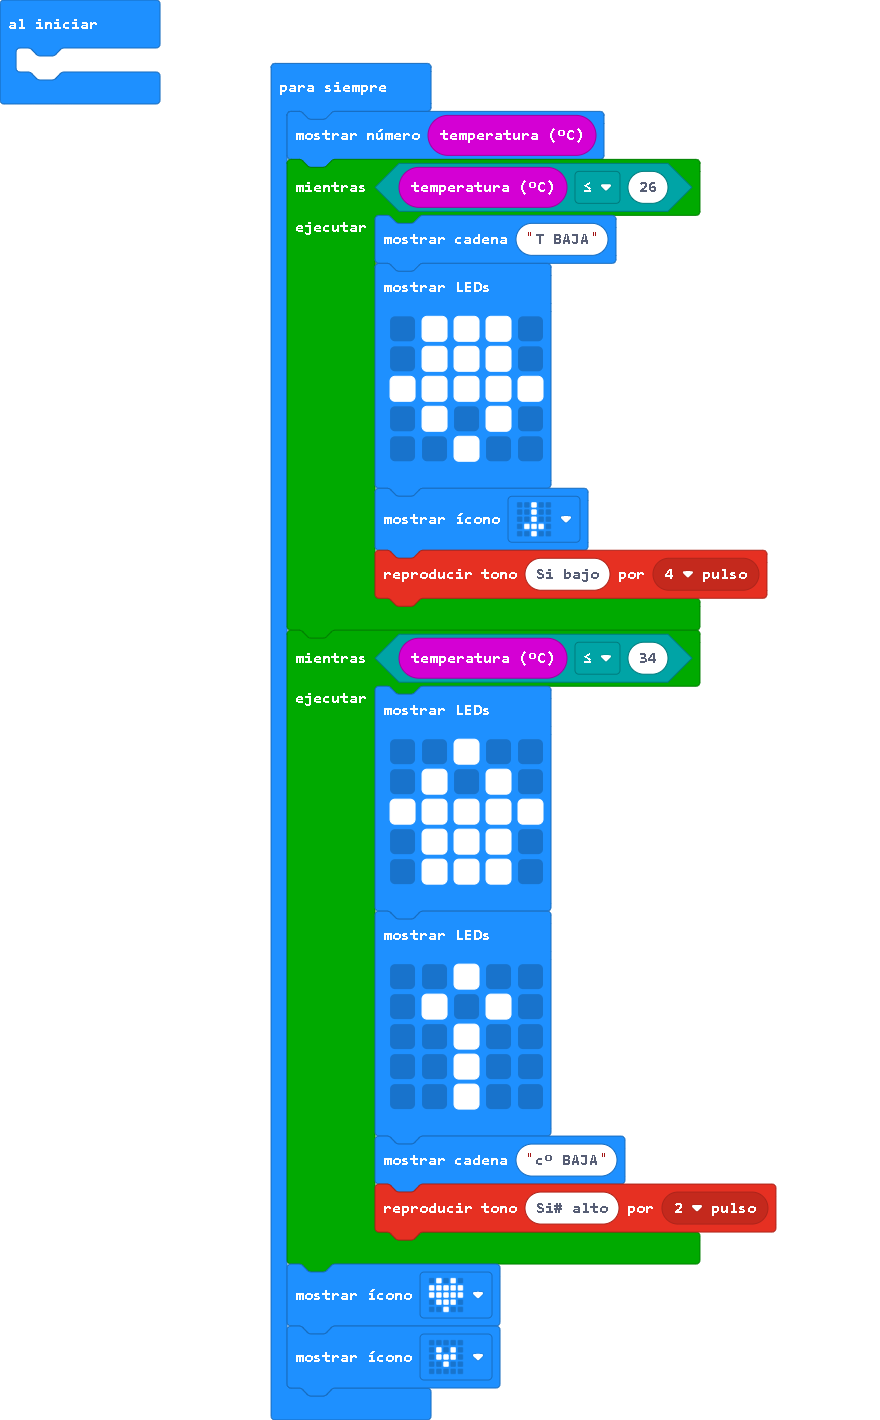 al iniciar
para siempre
mostrar número temperatura (ºC)
mientras temperatura (ºC) ≤ 26
ejecutar
mostrar cadena "T BAJA"
mostrar LEDs
mostrar ícono
reproducir tono Si bajo por 4 pulso
mientras temperatura (ºC) ≤ 34
ejecutar
mostrar LEDs
mostrar LEDs
mostrar cadena "cº BAJA"
reproducir tono Si# alto por 2 pulso
mostrar ícono
mostrar ícono